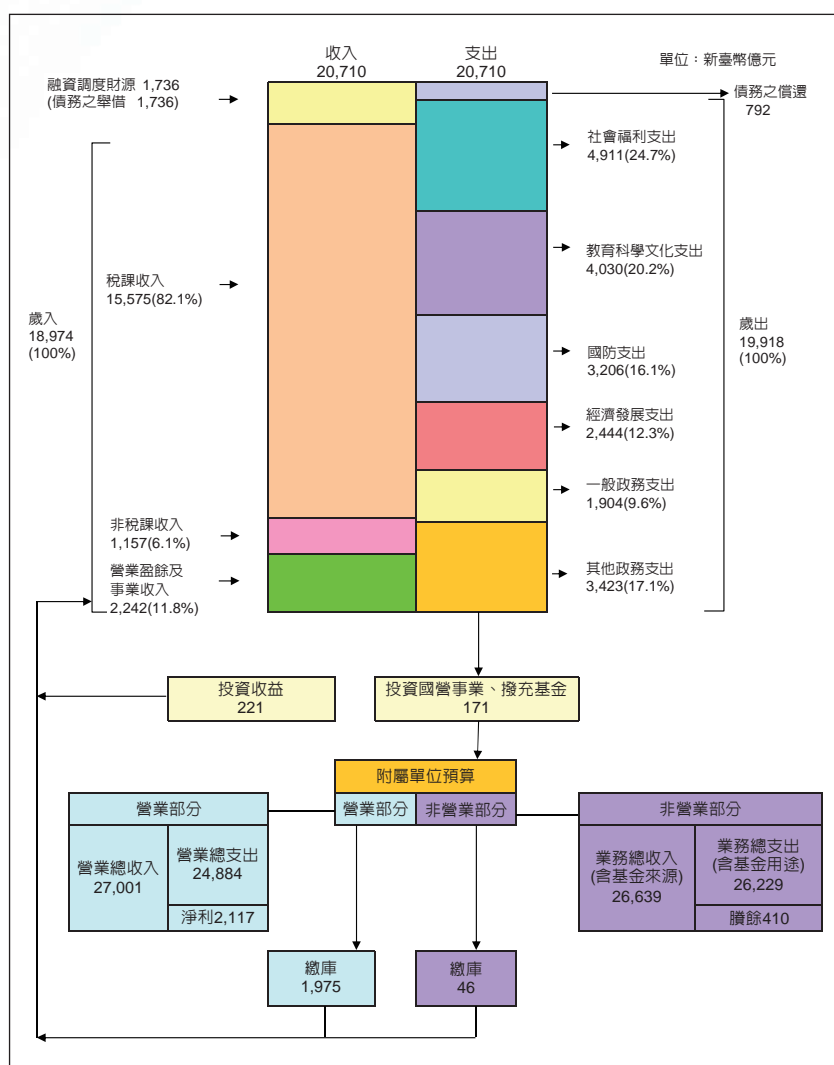 收入
20,710
支出
20,710
單位：新臺幣億元
融資調度財源 1,736
(債務之舉借 1,736)
債務之償還
792
社會福利支出
4,911(24.7%)
教育科學文化支出
4,030(20.2%)
稅課收入
15,575(82.1%)
歲入
18,974
(100%)
歲出
19,918
(100%)
國防支出
3,206(16.1%)
經濟發展支出
2,444(12.3%)
一般政務支出
1,904(9.6%)
非稅課收入
1,157(6.1%)
營業盈餘及
事業收入
2,242(11.8%)
其他政務支出
3,423(17.1%)
投資收益
221
投資國營事業、撥充基金
171
附屬單位預算
營業部分
非營業部分
營業部分
營業總收入
27,001
營業總支出
24,884
淨利2,117
非營業部分
業務總收入
(含基金來源)
26,639
業務總支出
(含基金用途)
26,229
賸餘410
繳庫
1,975
繳庫
46